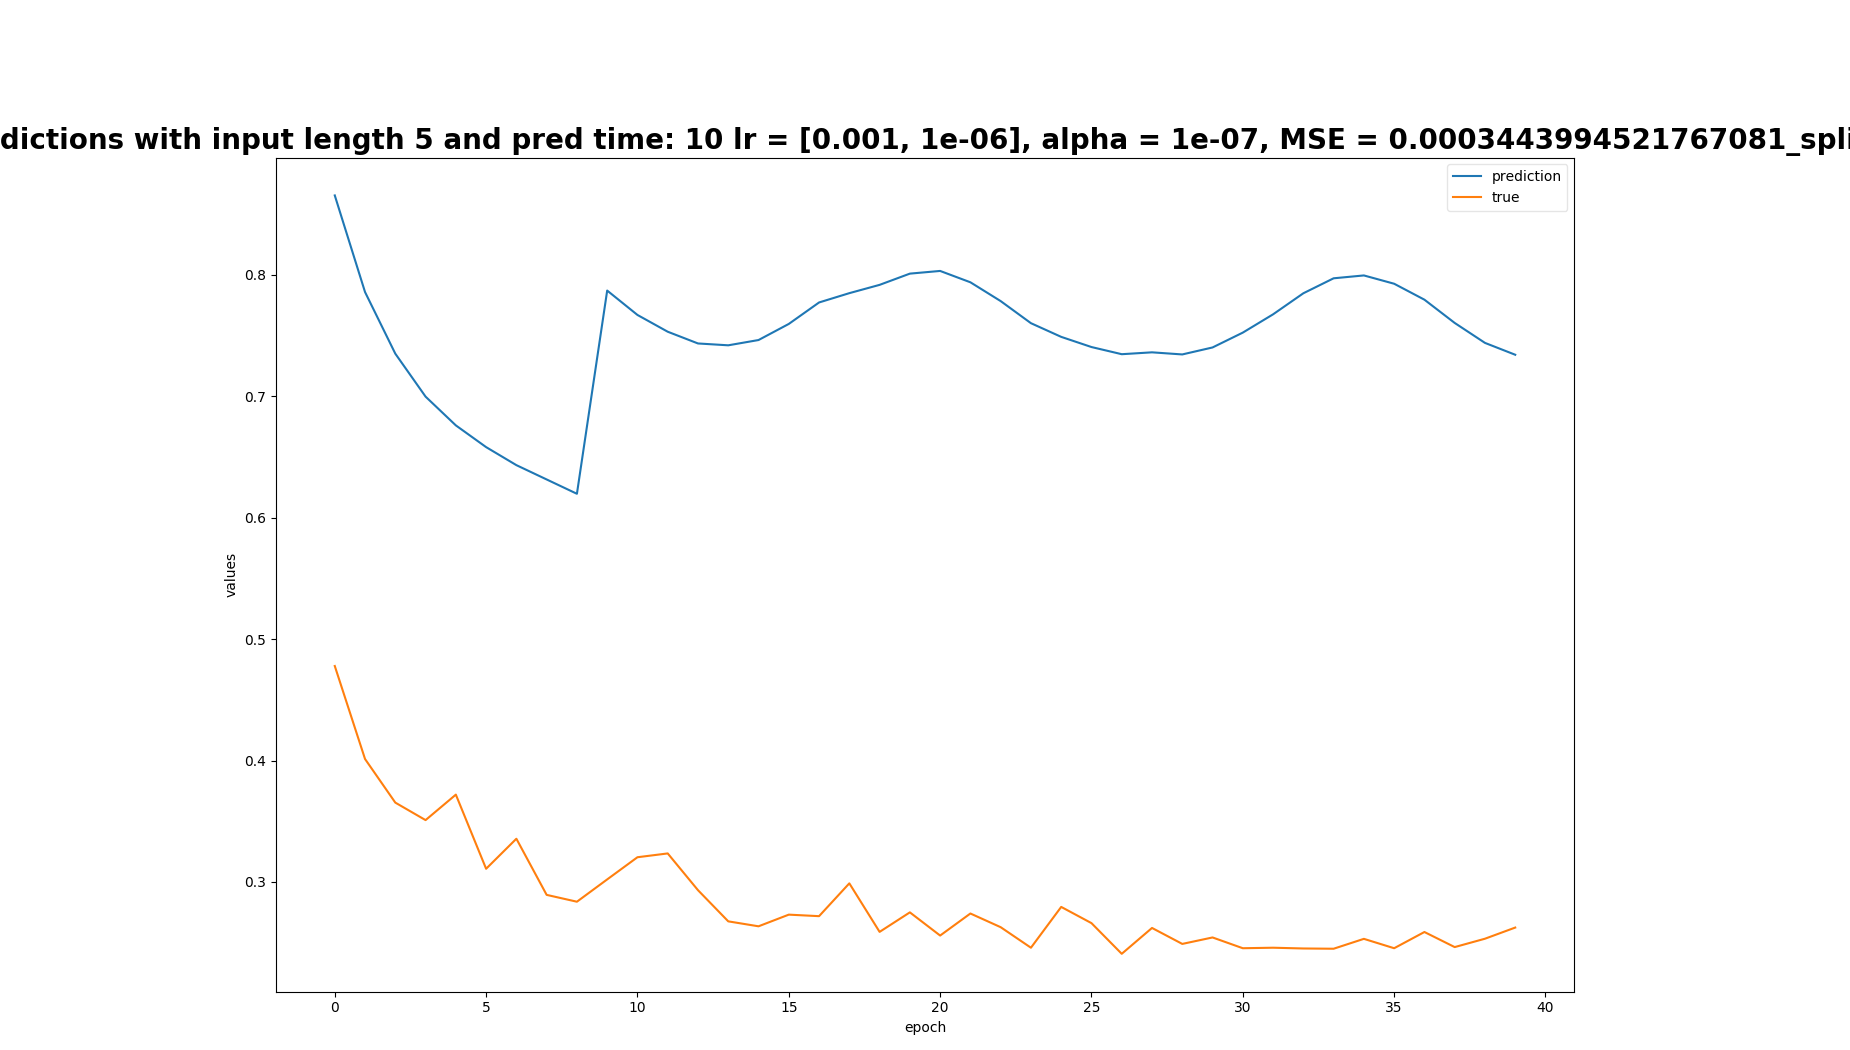 dictions with input length 5 and pred time: 10 lr = [0.001, 1e-06], alpha = 1e-07, MSE = 0.0003443994521767081_spli
prediction
true
0.8
0.7
0.6
0.5
0.4
0.3
values
0 5 10 15 20 25 30 35 40
epoch